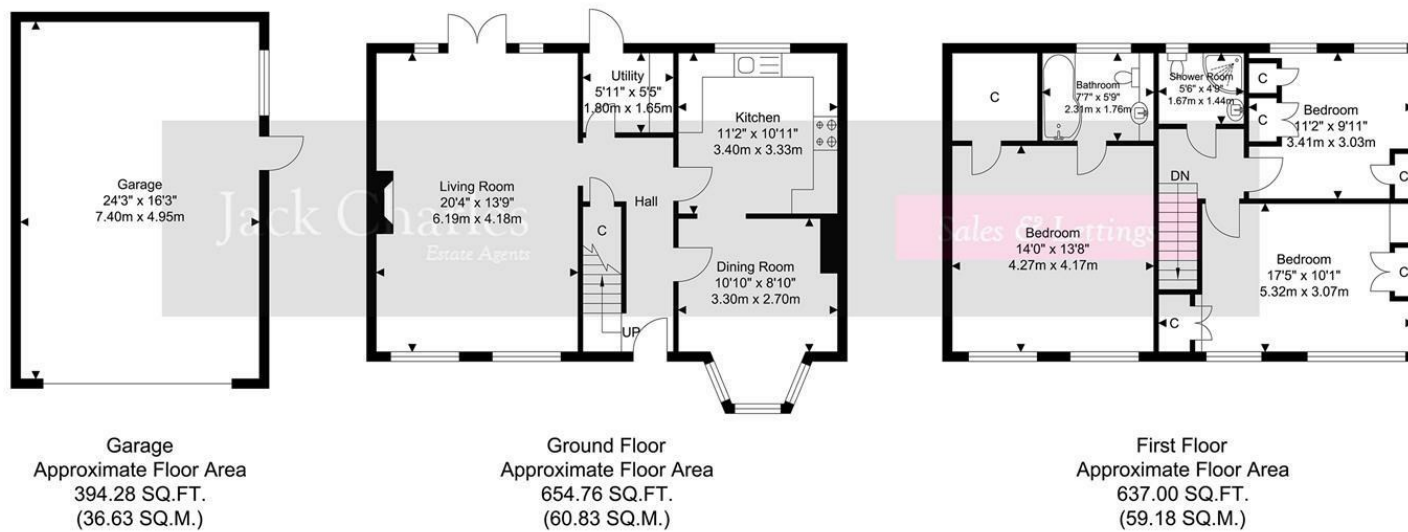 Garage
24'3" x 16'3"
7.40m x 4.95m
Jack Charles
Estate Agents
Living Room
20'4" x 13'9"
6.19m x 4.18m
Utility
5'11" x 5'5"
1.80m x 1.65m
Kitchen
11'2" x 10'11"
3.40m x 3.33m
Hall
C
UP
Dining Room
10'10" x 8'10"
3.30m x 2.70m
C
Bathroom
7'7" x 5'9"
2.31m x 1.76m
Shower Room
5'6" x 4'9"
1.67m x 1.44m
C
C
Bedroom
11'2" x 9'11"
3.41m x 3.03m
C
DN
Sales & Lettings
Bedroom
14'0" x 13'8"
4.27m x 4.17m
Bedroom
17'5" x 10'1"
5.32m x 3.07m
C
C
Garage
Approximate Floor Area
394.28 SQ.FT.
(36.63 SQ.M.)
Ground Floor
Approximate Floor Area
654.76 SQ.FT.
(60.83 SQ.M.)
First Floor
Approximate Floor Area
637.00 SQ.FT.
(59.18 SQ.M.)